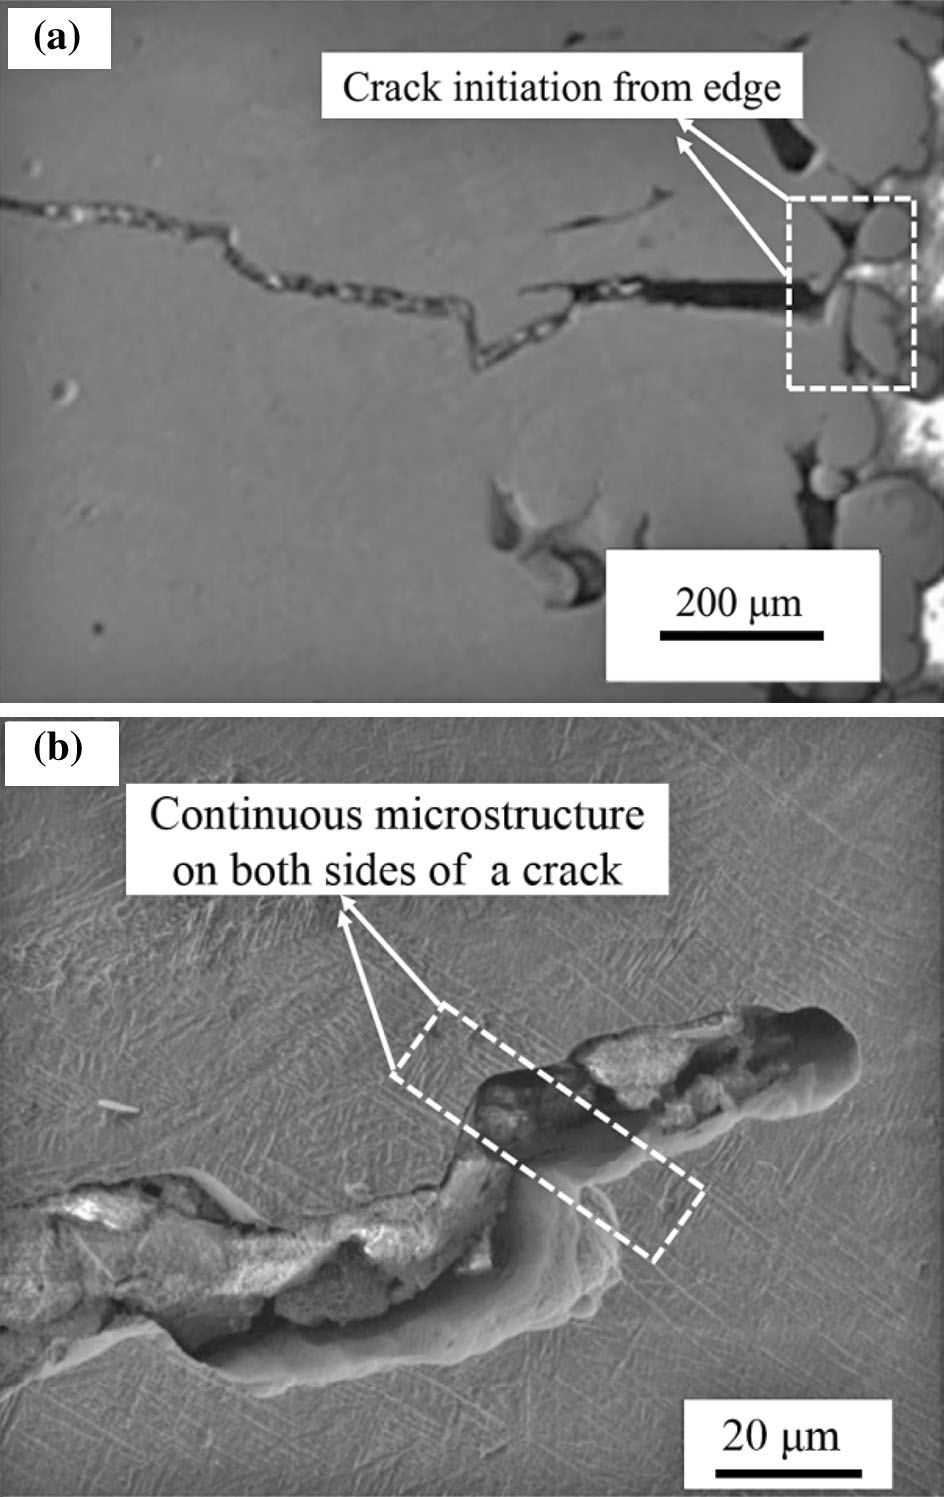 (a)
Crack initiation from edge
200 μm
(b)
Continuous microstructure
on both sides of a crack
20 μm